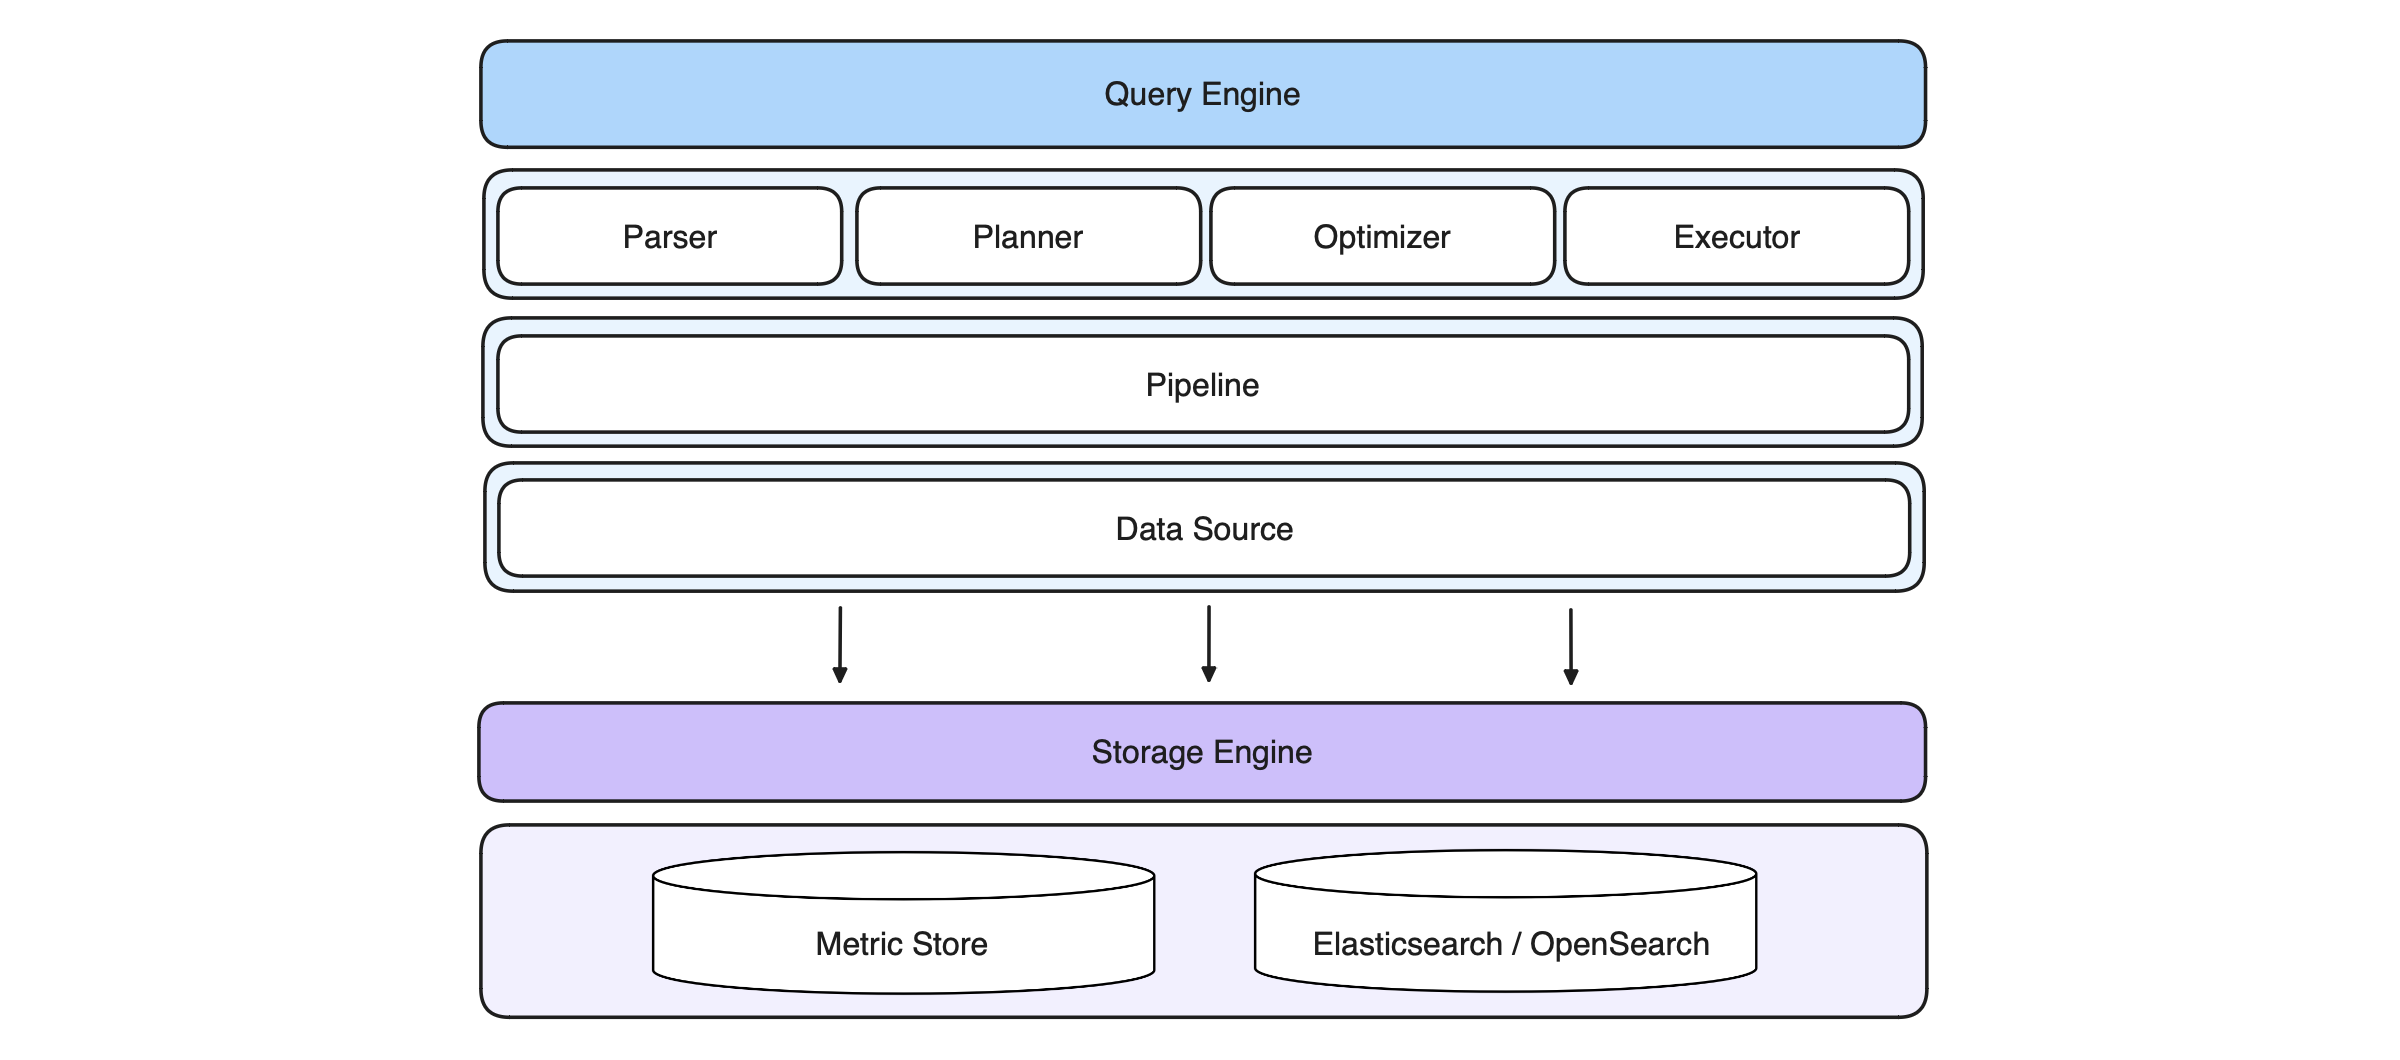 Query Engine
Parser
Planner
Optimizer
Executor
Pipeline
Data Source
Storage Engine
Metric Store
Elasticsearch / OpenSearch